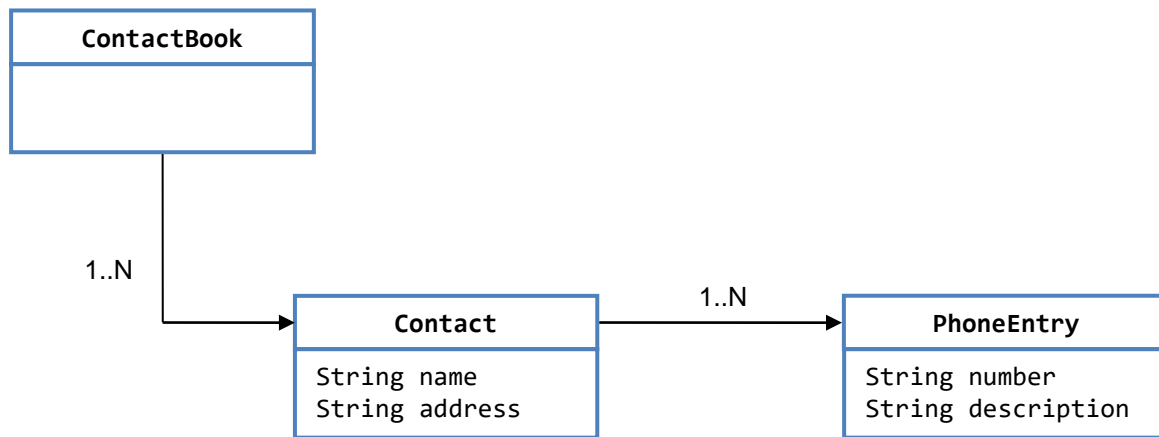 ContactBook
1..N
1..N
Contact
String name
String address
PhoneEntry
String number
String description